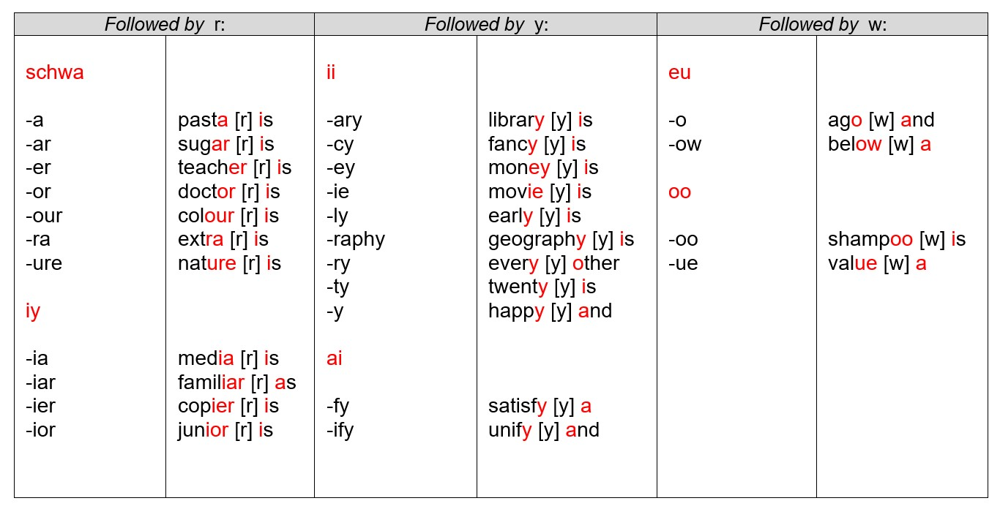 Followed by r: Followed by y: Followed by w:
schwa ii eu
-a pasta [r] is -ary library [y] is -o ago [w] and
-ar sugar [r] is -cy fancy [y] is -ow below [w] a
-er teacher [r] is -ey money [y] is
-or doctor [r] is -ie movie [y] is oo
-our colour [r] is -ly early [y] is
-ra extra [r] is -raphy geography [y] is -oo shampoo [w] is
-ure nature [r] is -ry every [y] other -ue value [w] a
-ty twenty [y] is
iy -y happy [y] and
-ia media [r] is ai
-iar familiar [r] as
-ier copier [r] is -fy satisfy [y] a
-ior junior [r] is -ify unify [y] and